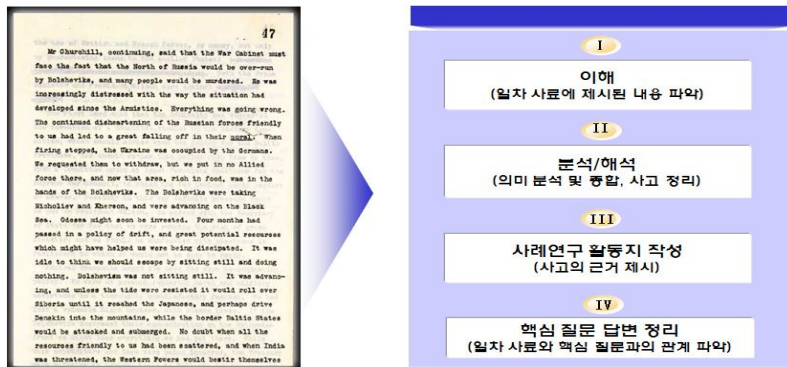 47
Mr Churchill, continuing, said that the War Cabinet must
face the fact that the North of Russia would be over-run
by Bolsheviks, and many people would be murdered. He was
increasingly distressed with the way the situation had
developed since the Armistice. Everything was going wrong.
The continued disheartening of the Russian forces friendly
to us had led to a great falling off in their moral. When
firing stopped, the Ukraine was occupied by the Germans.
We requested them to withdraw, but we put in no Allied
force there, and now that area, rich in food, was in the
hands of the Bolsheviks. The Bolsheviks were taking
Nicholiev and Kherson, and were advancing on the Black
Sea. Odessa might soon be invested. Four months had
passed in a policy of drift, and great potential resources
which might have helped us were being dissipated. It was
idle to think we should escape by sitting still and doing
nothing. Bolshevism was not sitting still. It was advanc-
ing, and unless the tide were resisted it would roll over
Siberia until it reached the Japanese, and perhaps drive
Denekin into the mountains, while the border Baltic States
would be attacked and submerged. No doubt when all the
resources friendly to us had been scattered, and when India
was threatened, the Western Powers would bestir themselves
I
이해
(일차 사료에 제시된 내용 파악)
II
분석/해석
(의미 분석 및 종합, 사고 정리)
III
사례연구 활동지 작성
(사고의 근거 제시)
IV
핵심 질문 답변 정리
(일차 사료와 핵심 질문과의 관계 파악)